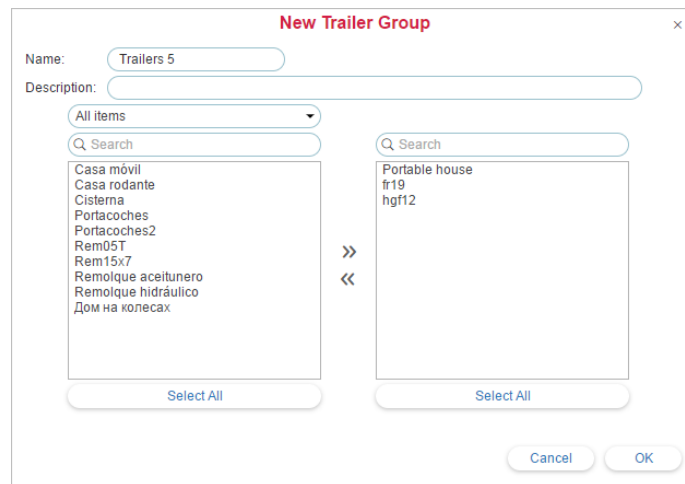 New Trailer Group
×
Name: Trailers 5
Description:
All items
Search
Casa móvil
Casa rodante
Cisterna
Portacoches
Portacoches2
Rem05T
Rem15x7
Remolque aceitunero
Remolque hidráulico
Дом на колесах
Select All
»
«
Search
Portable house
fr19
hgf12
Select All
Cancel OK